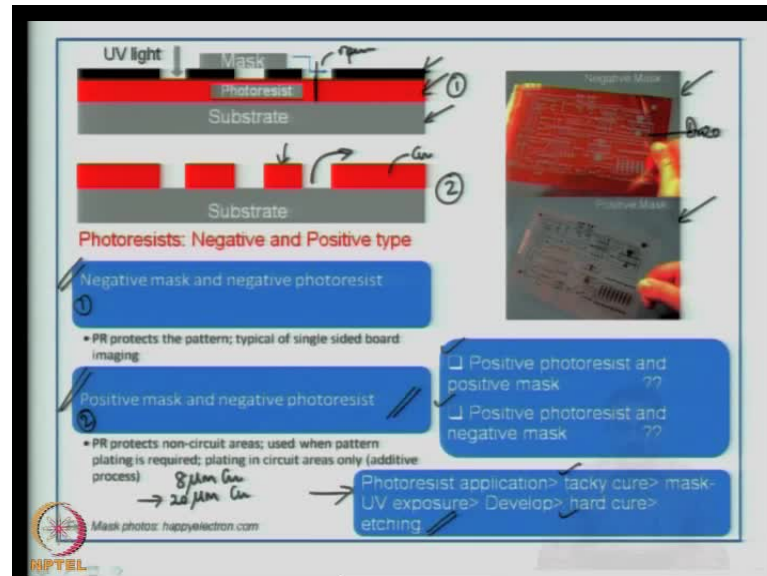 UV light
Mask
Photoresist
①
Substrate
Cu
②
Substrate
Photoresists: Negative and Positive type
Negative Mask
Positive Mask
Negative mask and negative photoresist
①
• PR protects the pattern; typical of single sided board
imaging
Positive mask and negative photoresist
②
• PR protects non-circuit areas; used when pattern
plating is required; plating in circuit areas only (additive
process)
8 μm Cu
→ 20 μm Cu
Mask photos: happyelectron.com
❑ Positive photoresist and
positive mask ??
❑ Positive photoresist and
negative mask ??
Photoresist application> tacky cure> mask-
UV exposure> Develop> hard cure>
etching
NPTEL